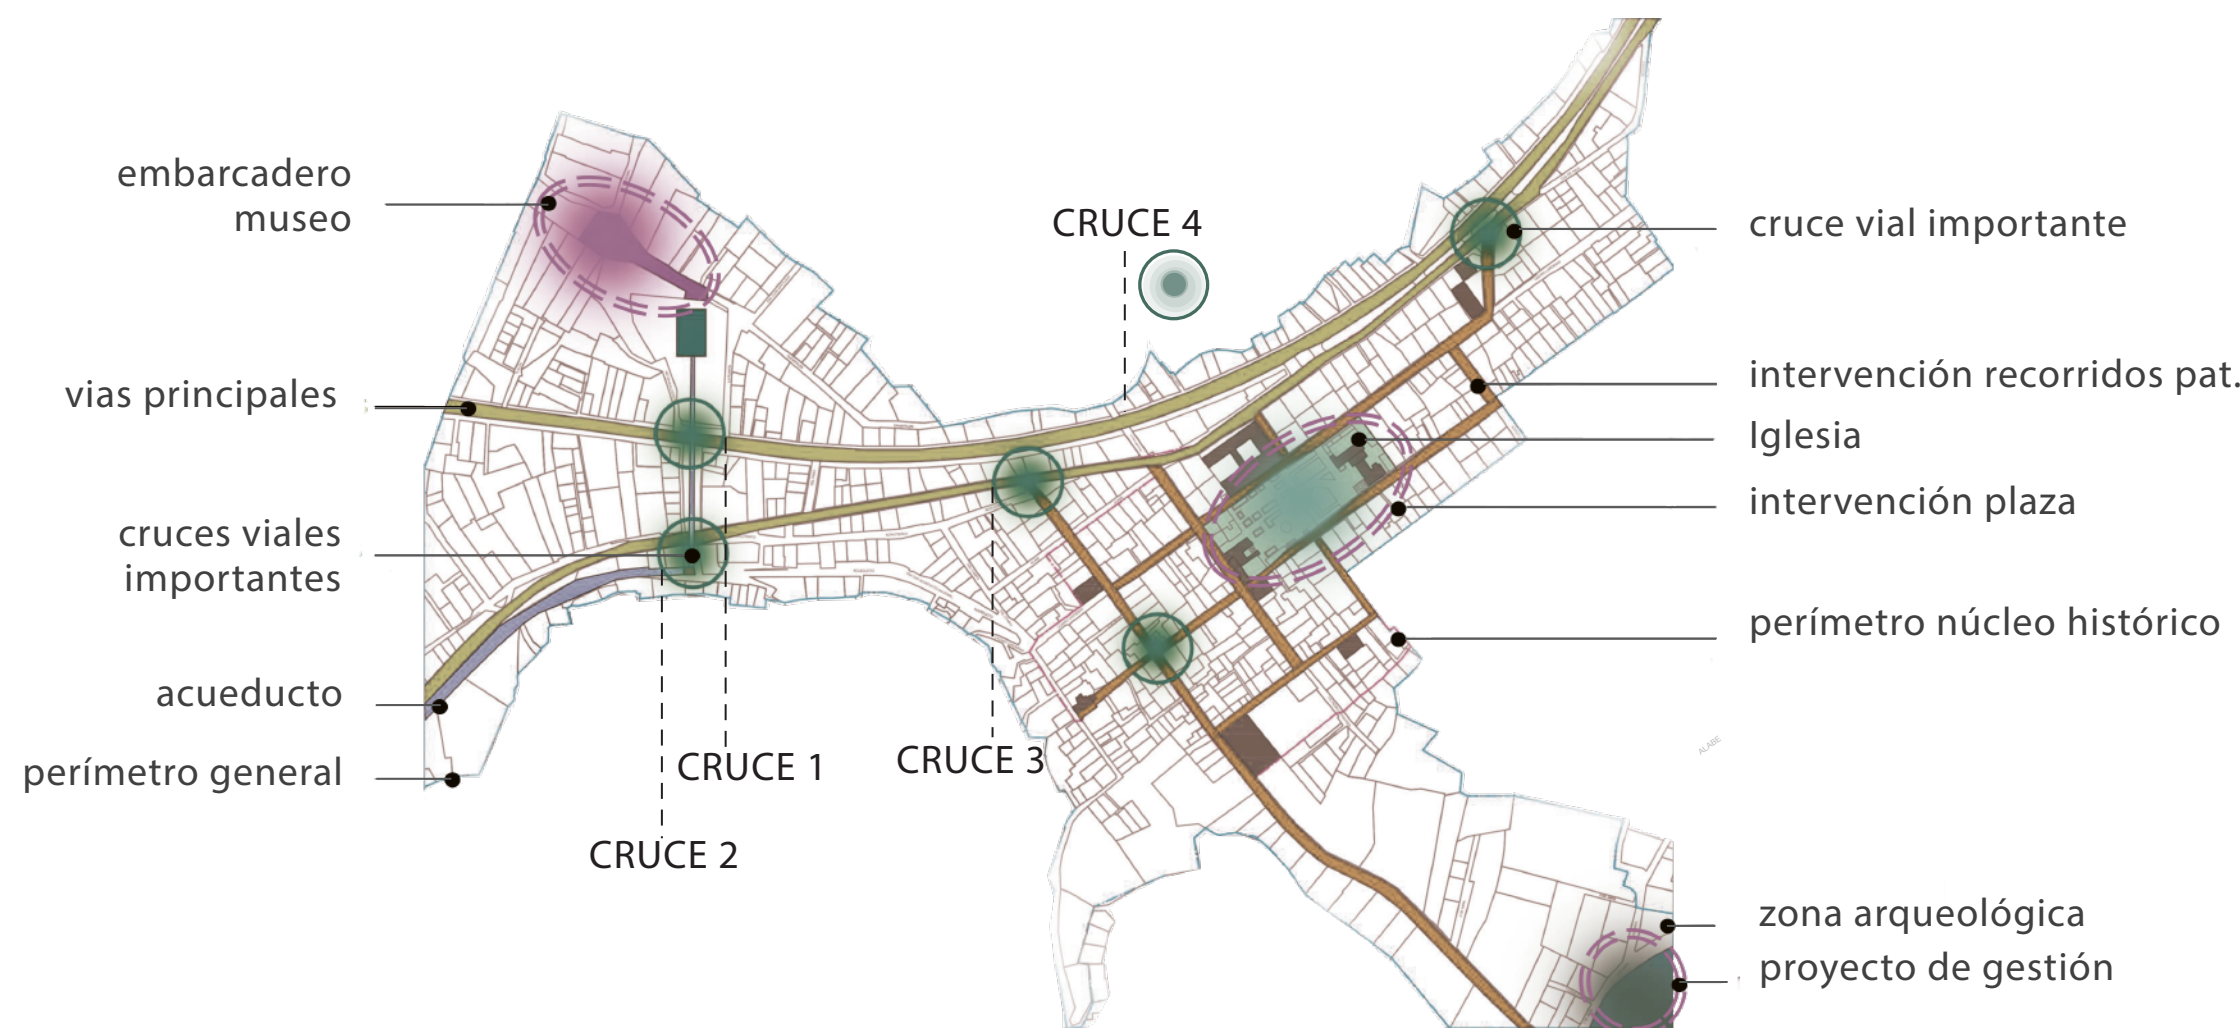 embarcadero
museo
vias principales
cruces viales
importantes
acueducto
perímetro general
CRUCE 4
CRUCE 1
CRUCE 2
CRUCE 3
cruce vial importante
intervención recorridos pat.
Iglesia
intervención plaza
perímetro núcleo histórico
ALABE
zona arqueológica
proyecto de gestión